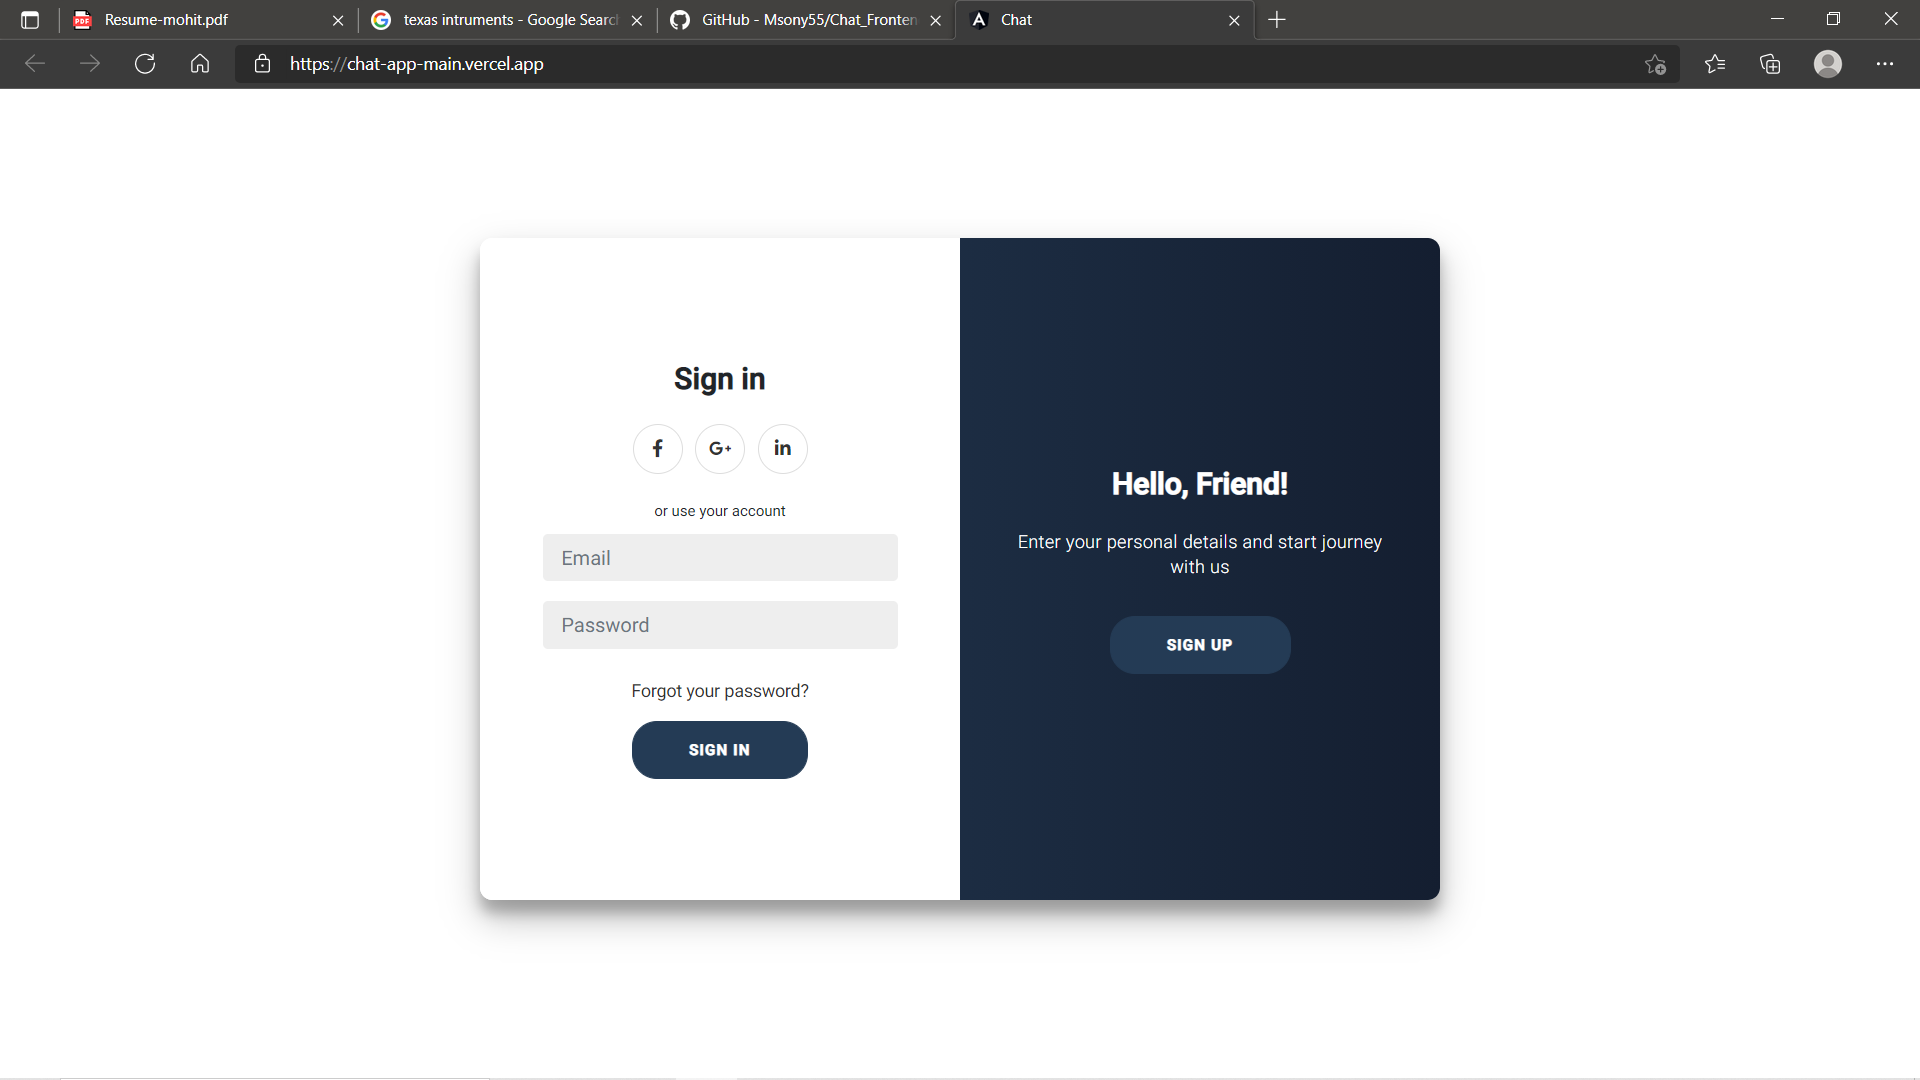 Resume-mohit.pdf
texas intruments - Google Searc
GitHub - Msony55/Chat_Fronten
Chat
https://chat-app-main.vercel.app
Sign in
f
G+
in
or use your account
Email
Password
Forgot your password?
SIGN IN
Hello, Friend!
Enter your personal details and start journey
with us
SIGN UP